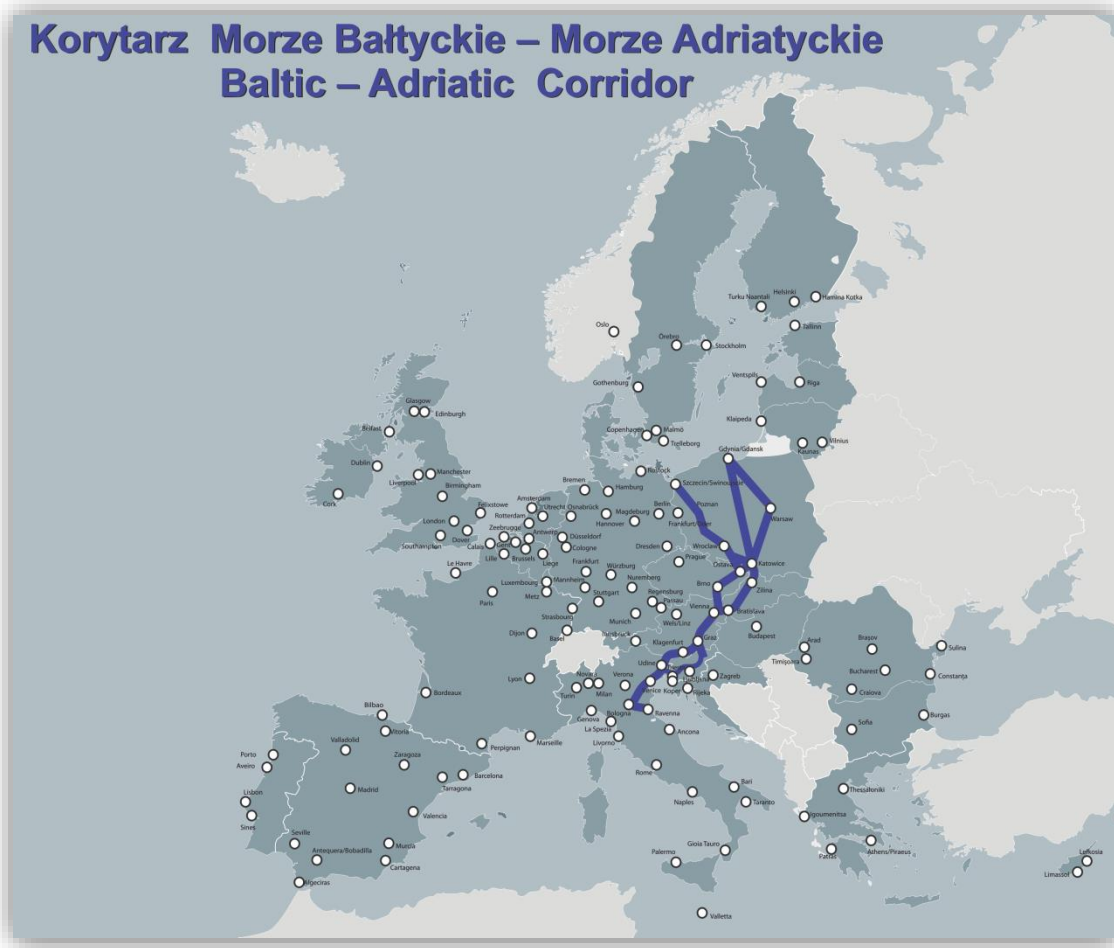 Korytarz Morze Bałtyckie – Morze Adriatyckie
Baltic – Adriatic Corridor
Helsinki
Turku Naantali
Hamina Kotka
Oslo
Tallinn
Örebro
Stockholm
Gothenburg
Ventspils
Riga
Glasgow
Edinburgh
Klaipeda
Belfast
Copenhagen
Malmö
Trelleborg
Vilnius
Kaunas
Gdynia/Gdansk
Dublin
Manchester
Liverpool
Rostock
Cork
Birmingham
Bremen
Hamburg
Szczecin/Swinoujscie
Felixstowe
Amsterdam
Utrecht
Osnabrück
Magdeburg
Berlin
Poznan
Warsaw
London
Rotterdam
Hannover
Frankfurt/Oder
Southampton
Dover
Zeebrugge
Antwerp
Düsseldorf
Calais
Cologne
Dresden
Wroclaw
Lille
Brussels
Liege
Prague
Ostava
Katowice
Le Havre
Frankfurt
Würzburg
Luxembourg
Mannheim
Nuremberg
Brno
Zilina
Paris
Metz
Stuttgart
Regensburg
Passau
Strasbourg
Munich
Wels/Linz
Vienna
Bratislava
Dijon
Basel
Innsbruck
Graz
Budapest
Klagenfurt
Arad
Braşov
Sulina
Udine
Timişoara
Lyon
Novara
Verona
Zagreb
Bucharest
Constanţa
Turin
Milan
Venice
Koper
Rijeka
Craiova
Bordeaux
Bologna
Ravenna
Genova
La Spezia
Livorno
Ancona
Sofia
Burgas
Bilbao
Vitoria
Marseille
Perpignan
Porto
Valladolid
Zaragoza
Aveiro
Rome
Barcelona
Tarragona
Madrid
Naples
Bari
Taranto
Thessaloniki
Lisbon
Sines
Valencia
Igoumenitsa
Seville
Murcia
Gioia Tauro
Patras
Athens/Piraeus
Antequera/Bobadilla
Cartagena
Palermo
Lefkosia
Limassol
Algeciras
Valletta